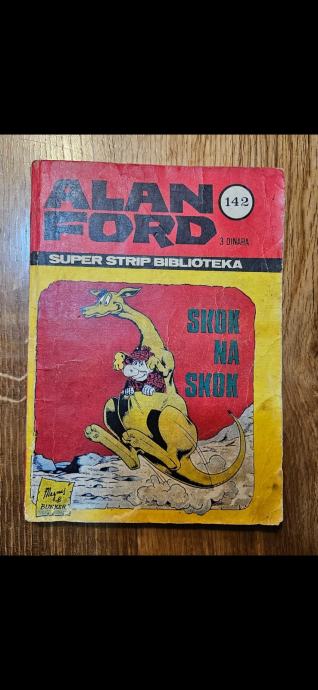 ALAN
FORD
142
3 DINARA
SUPER STRIP BIBLIOTEKA
SKOK
NA
SKOK
Magnus
&
BUNKER